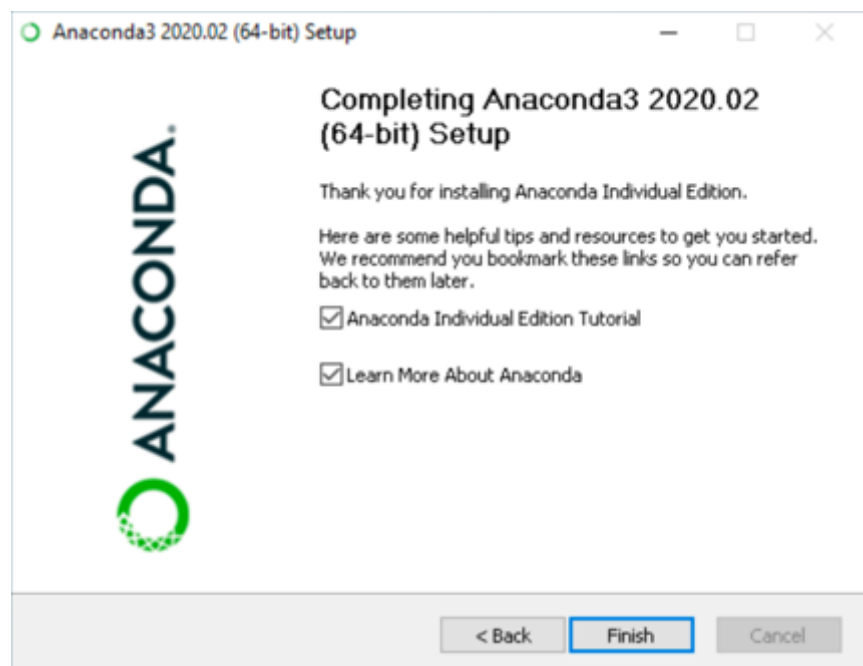 Anaconda3 2020.02 (64-bit) Setup
Completing Anaconda3 2020.02
(64-bit) Setup
Thank you for installing Anaconda Individual Edition.
Here are some helpful tips and resources to get you started.
We recommend you bookmark these links so you can refer
back to them later.
Anaconda Individual Edition Tutorial
Learn More About Anaconda
ANACONDA.
< Back
Finish
Cancel